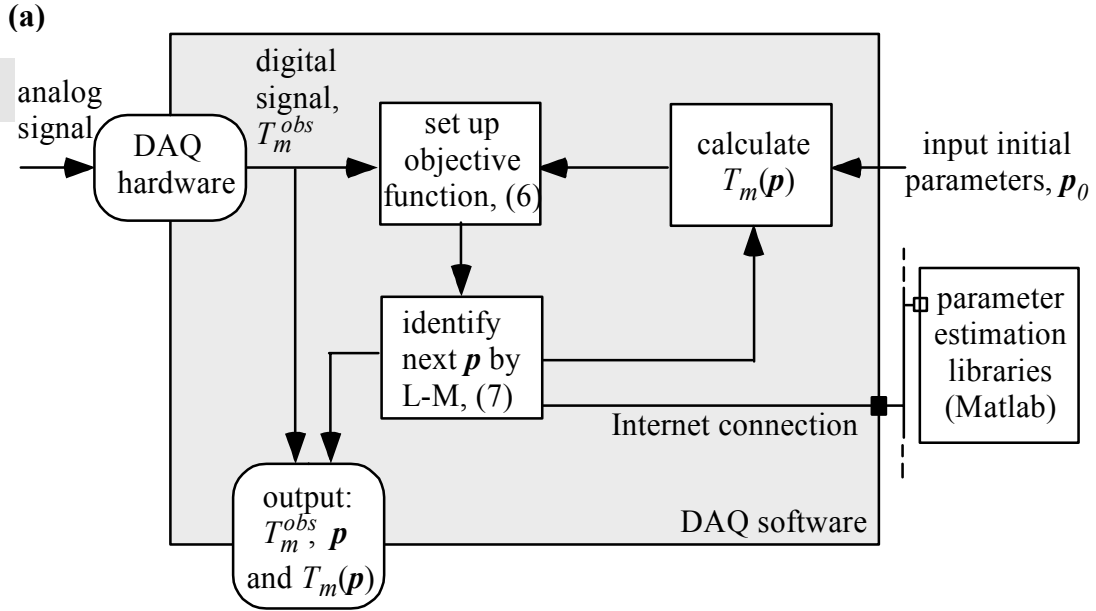 (a)
analog
signal
DAQ
hardware
digital
signal,
T_m^obs
set up
objective
function, (6)
calculate
T_m(p)
input initial
parameters, p_0
identify
next p by
L-M, (7)
parameter
estimation
libraries
(Matlab)
Internet connection
output:
T_m^obs, p
and T_m(p)
DAQ software